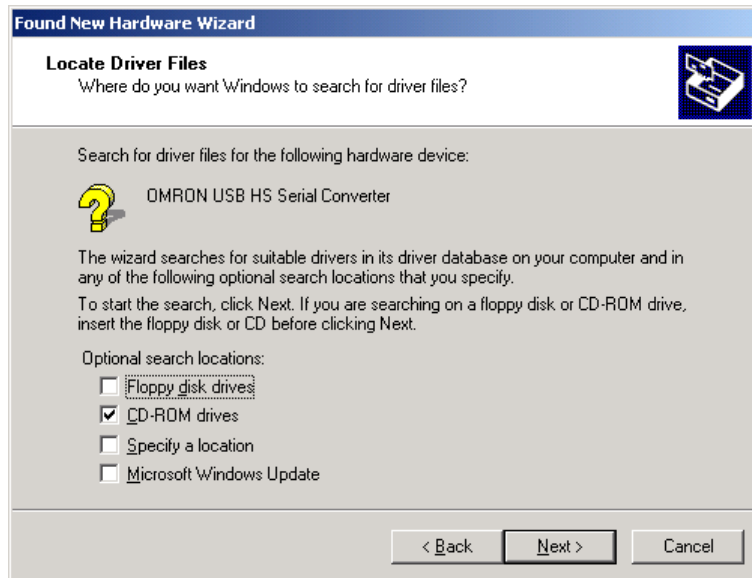 Found New Hardware Wizard
Locate Driver Files
Where do you want Windows to search for driver files?
Search for driver files for the following hardware device:
OMRON USB HS Serial Converter
The wizard searches for suitable drivers in its driver database on your computer and in
any of the following optional search locations that you specify.
To start the search, click Next. If you are searching on a floppy disk or CD-ROM drive,
insert the floppy disk or CD before clicking Next.
Optional search locations:
Floppy disk drives
CD-ROM drives
Specify a location
Microsoft Windows Update
< Back Next > Cancel